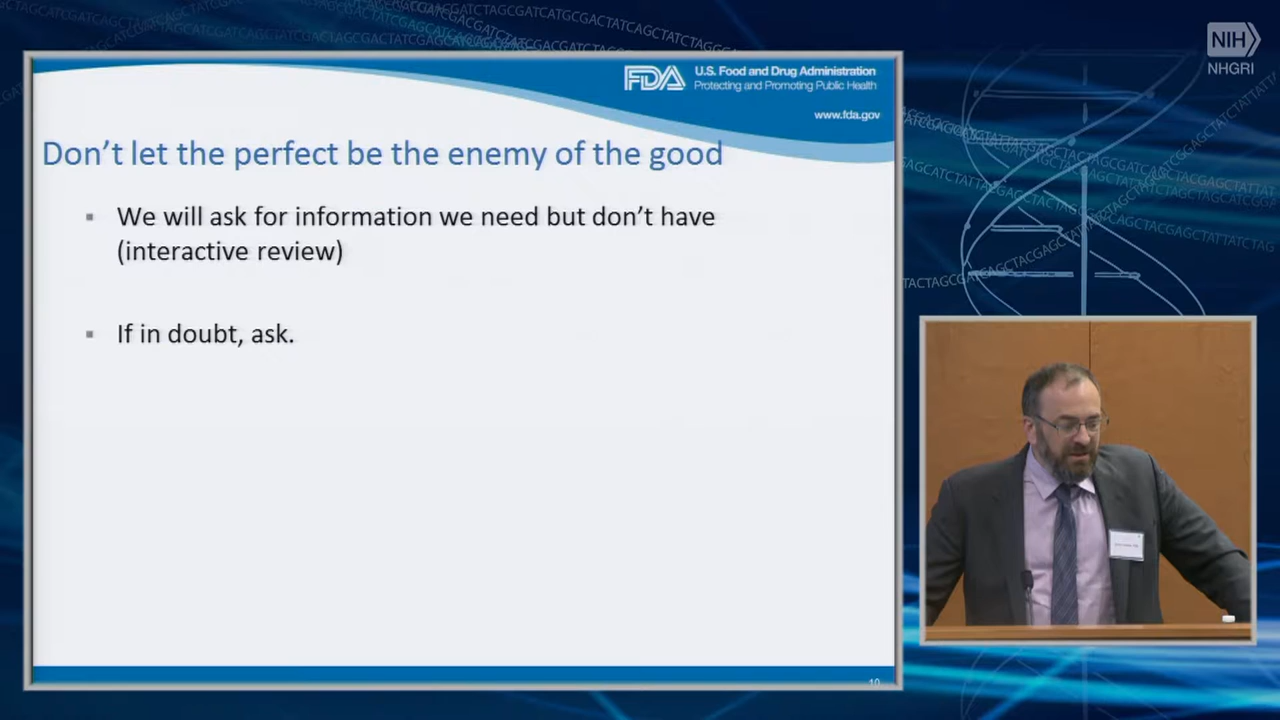 NIH
NHGRI
FDA
U.S. Food and Drug Administration
Protecting and Promoting Public Health
www.fda.gov
Don't let the perfect be the enemy of the good
▪ We will ask for information we need but don't have
(interactive review)
▪ If in doubt, ask.
10